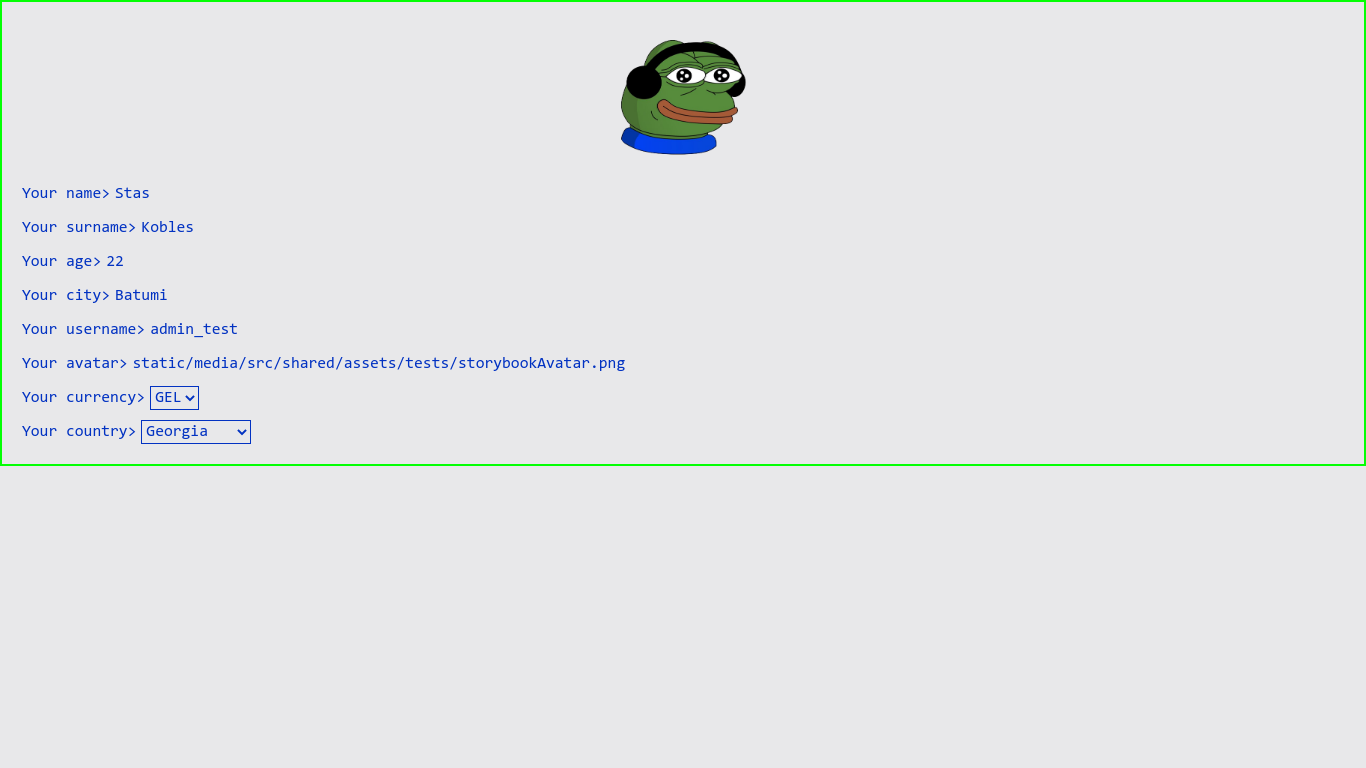 Your name> Stas
Your surname> Kobles
Your age> 22
Your city> Batumi
Your username> admin_test
Your avatar> static/media/src/shared/assets/tests/storybookAvatar.png
Your currency> GEL
Your country> Georgia